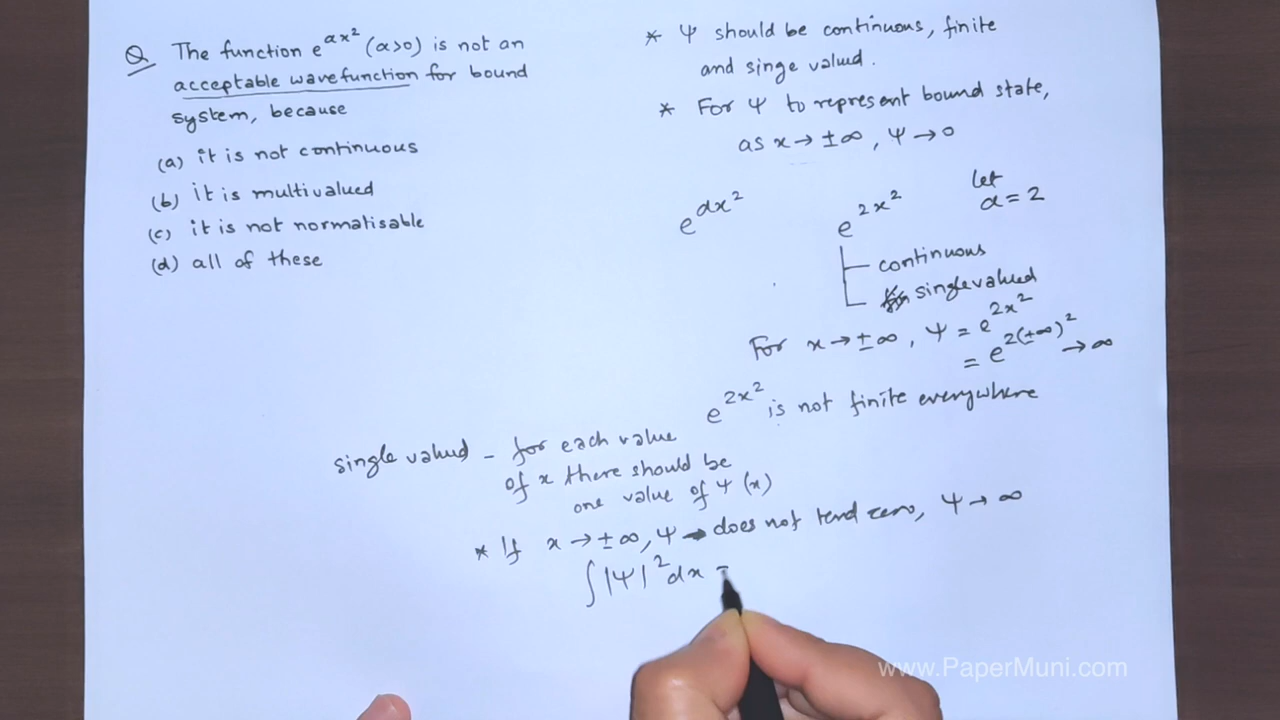 Q. The function e^αx² (α>0) is not an
acceptable wavefunction for bound
system, because
(a) it is not continuous
(b) it is multivalued
(c) it is not normatisable
(d) all of these
* Ψ should be continuous, finite
and singe valued.
* For Ψ to represent bound state,
as x → ±∞, Ψ → 0
e^αx²
e^2x²
let
α = 2
continuous
singlevalued
For x → ±∞, Ψ = e^2x²
= e^2(±∞)² → ∞
e^2x² is not finite everywhere
single valued - for each value
of x there should be
one value of Ψ (x)
* If x → ±∞, Ψ does not tend zero, Ψ → ∞
∫|Ψ|² dx =
www.PaperMuni.com